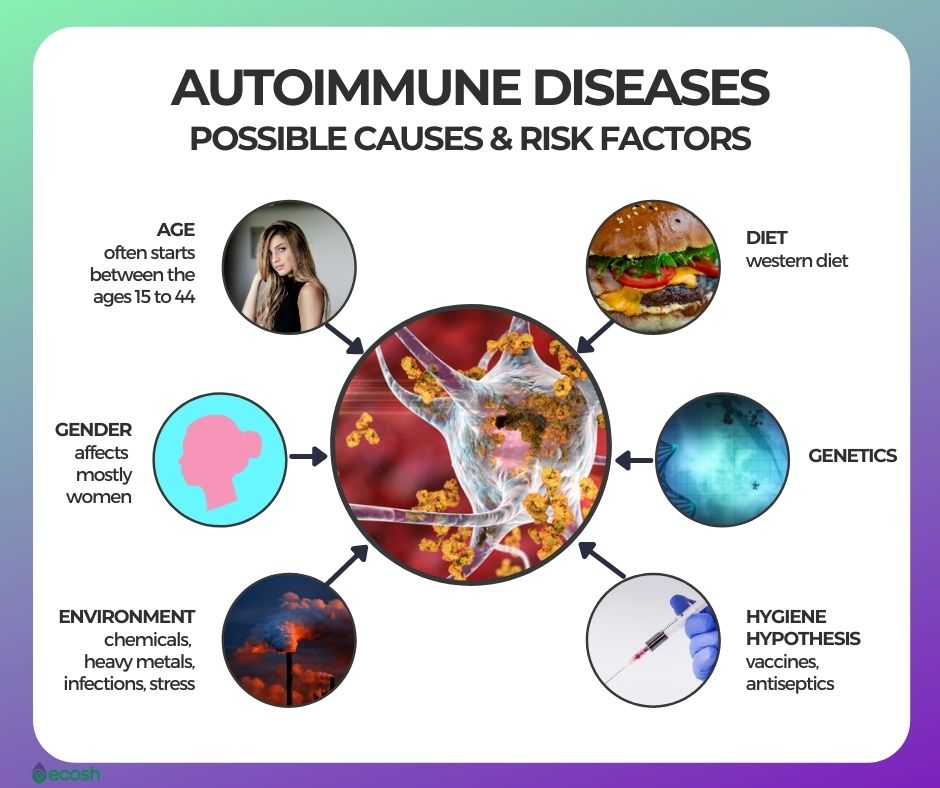 AUTOIMMUNE DISEASES
POSSIBLE CAUSES & RISK FACTORS
AGE
often starts
between the
ages 15 to 44
DIET
western diet
GENDER
affects
mostly
women
GENETICS
ENVIRONMENT
chemicals,
heavy metals,
infections, stress
HYGIENE
HYPOTHESIS
vaccines,
antiseptics
ecosh